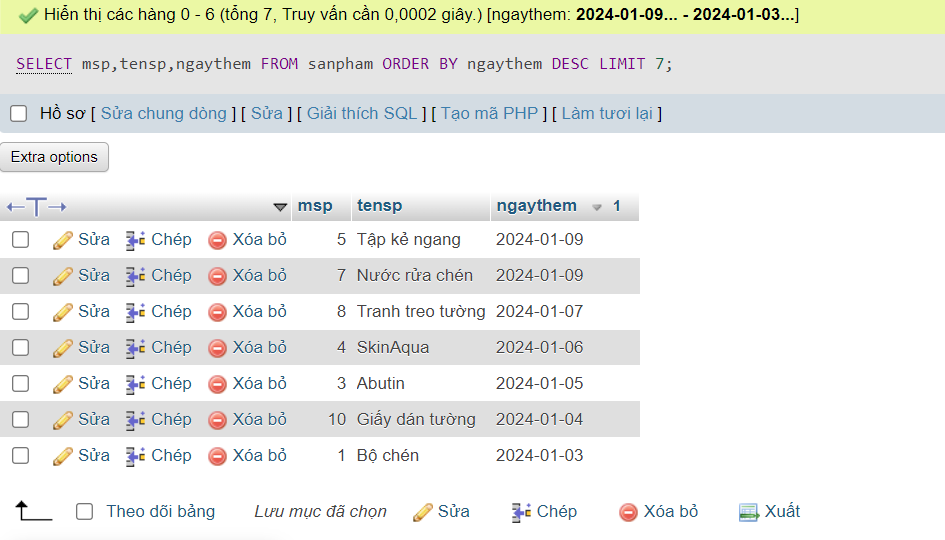 Hiển thị các hàng 0 - 6 (tổng 7, Truy vấn cần 0,0002 giây.) [ngaythem: 2024-01-09... - 2024-01-03...]
SELECT msp,tensp,ngaythem FROM sanpham ORDER BY ngaythem DESC LIMIT 7;
Hồ sơ [ Sửa chung dòng ] [ Sửa ] [ Giải thích SQL ] [ Tạo mã PHP ] [ Làm tươi lại ]
Extra options
msp tensp ngaythem 1
Sửa Chép Xóa bỏ 5 Tập kẻ ngang 2024-01-09
Sửa Chép Xóa bỏ 7 Nước rửa chén 2024-01-09
Sửa Chép Xóa bỏ 8 Tranh treo tường 2024-01-07
Sửa Chép Xóa bỏ 4 SkinAqua 2024-01-06
Sửa Chép Xóa bỏ 3 Abutin 2024-01-05
Sửa Chép Xóa bỏ 10 Giấy dán tường 2024-01-04
Sửa Chép Xóa bỏ 1 Bộ chén 2024-01-03
Theo dõi bảng Lưu mục đã chọn Sửa Chép Xóa bỏ Xuất